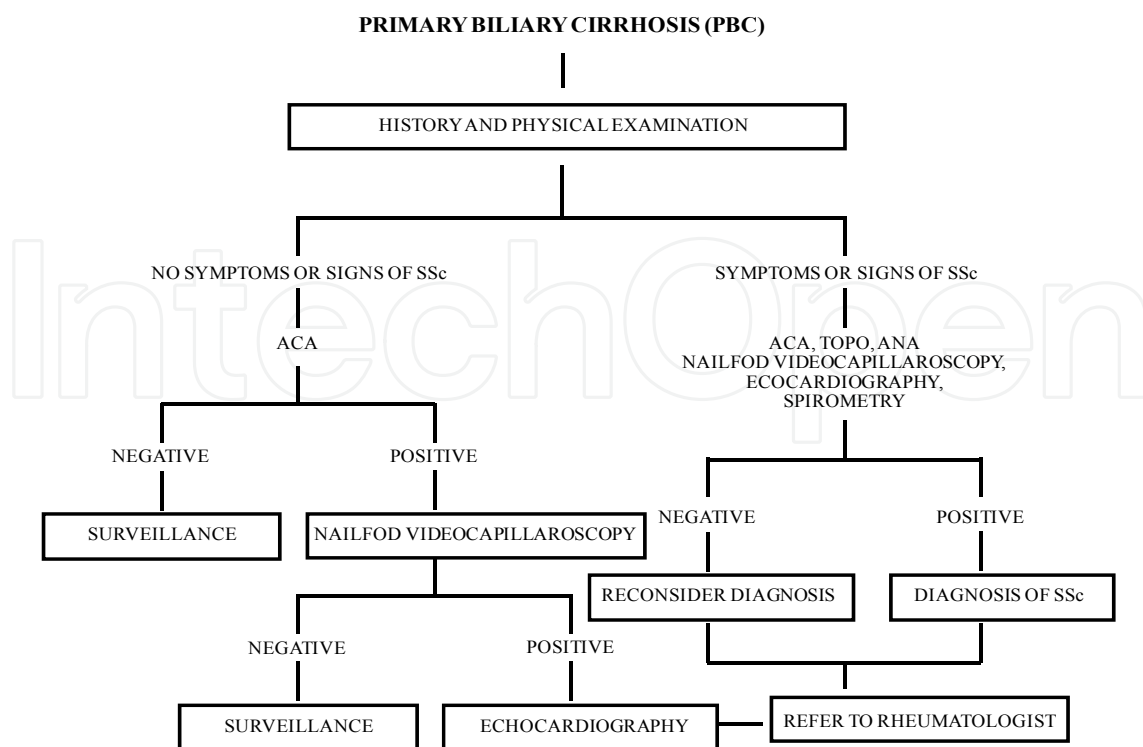 PRIMARY BILIARY CIRRHOSIS (PBC)
HISTORY AND PHYSICAL EXAMINATION
NO SYMPTOMS OR SIGNS OF SSc
SYMPTOMS OR SIGNS OF SSc
ACA
ACA, TOPO, ANA
NAILFOD VIDEOCAPILLAROSCOPY,
ECOCARDIOGRAPHY,
SPIROMETRY
NEGATIVE
POSITIVE
SURVEILLANCE
NAILFOD VIDEOCAPILLAROSCOPY
NEGATIVE
POSITIVE
RECONSIDER DIAGNOSIS
DIAGNOSIS OF SSc
NEGATIVE
POSITIVE
SURVEILLANCE
ECHOCARDIOGRAPHY
REFER TO RHEUMATOLOGIST
IntechOpen